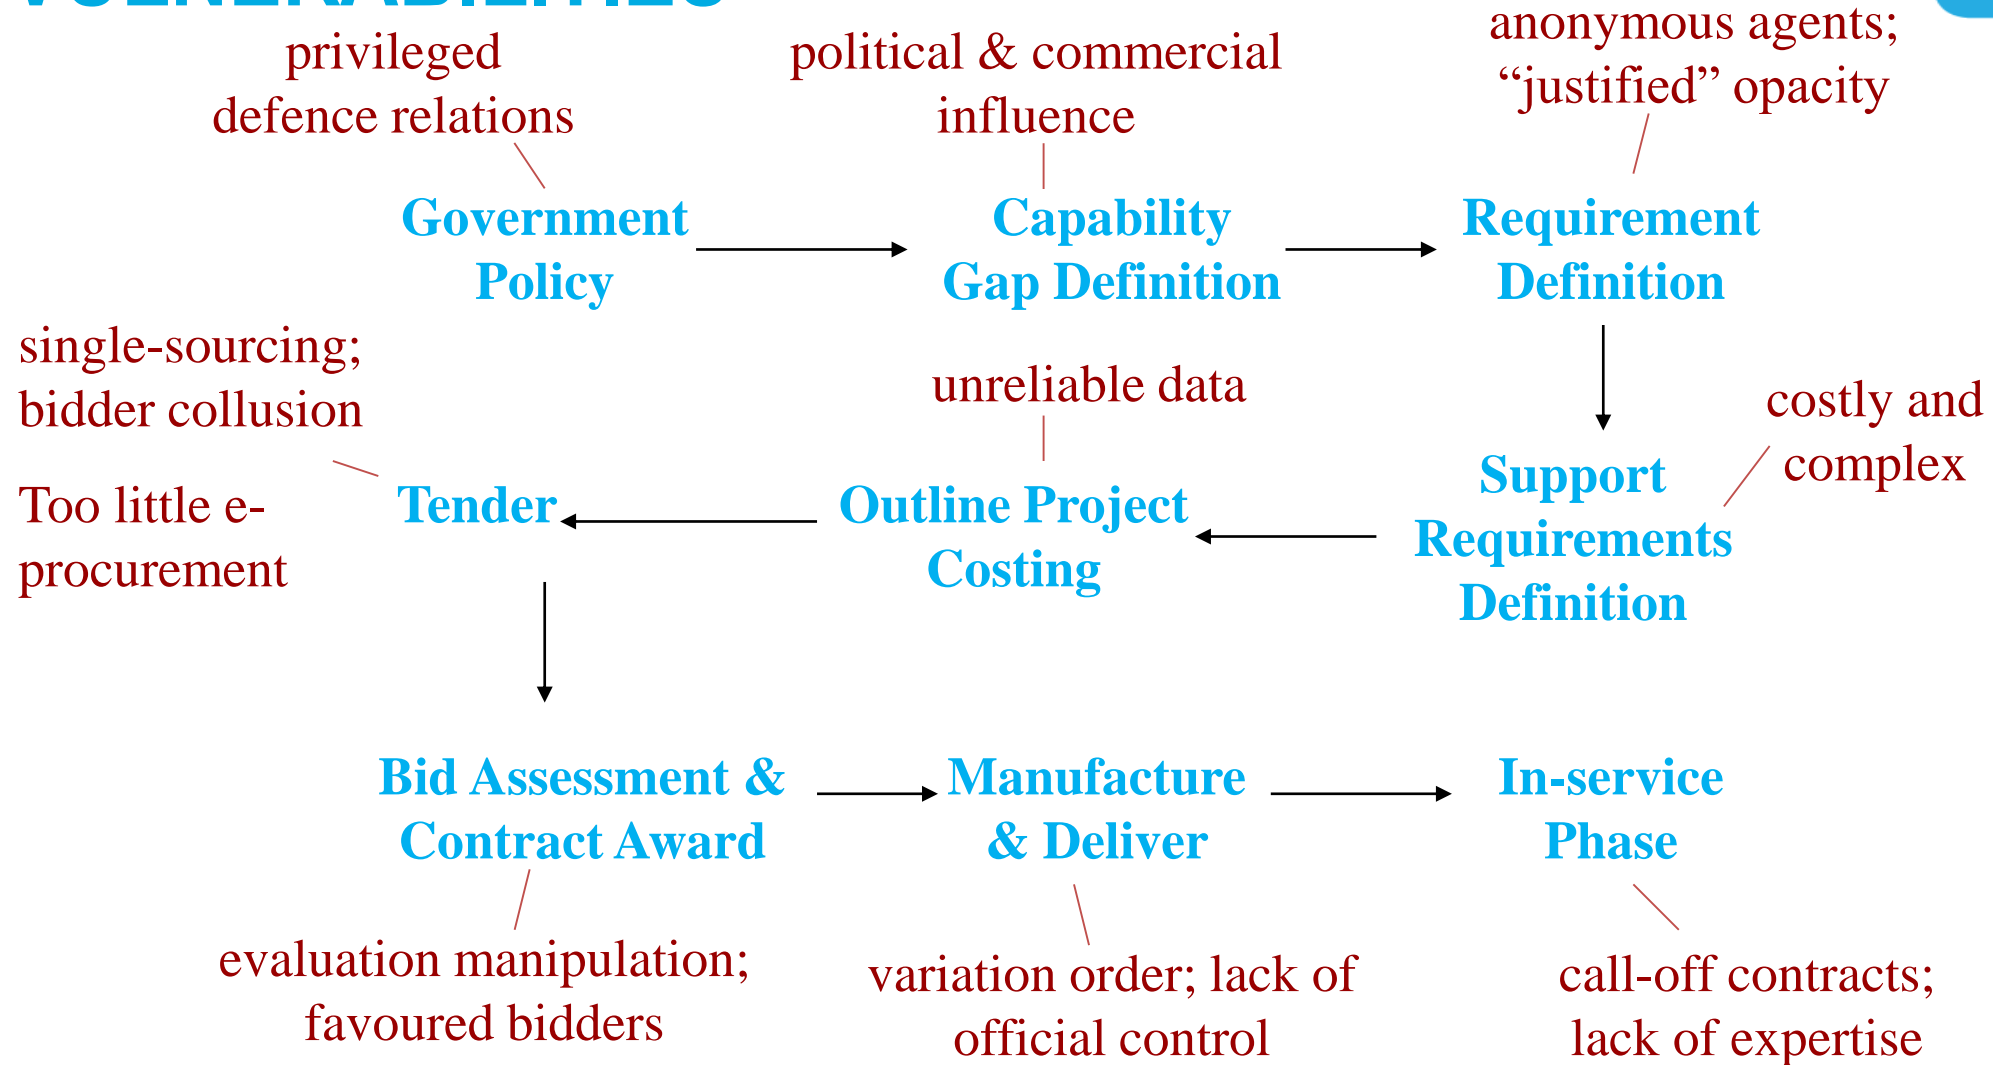 VULNERABILITIES
privileged
defence relations
political & commercial
influence
anonymous agents;
“justified” opacity
Government
Policy
Capability
Gap Definition
Requirement
Definition
single-sourcing;
bidder collusion
Too little e-
procurement
Tender
unreliable data
Outline Project
Costing
costly and
complex
Support
Requirements
Definition
Bid Assessment &
Contract Award
Manufacture
& Deliver
In-service
Phase
evaluation manipulation;
favoured bidders
variation order; lack of
official control
call-off contracts;
lack of expertise